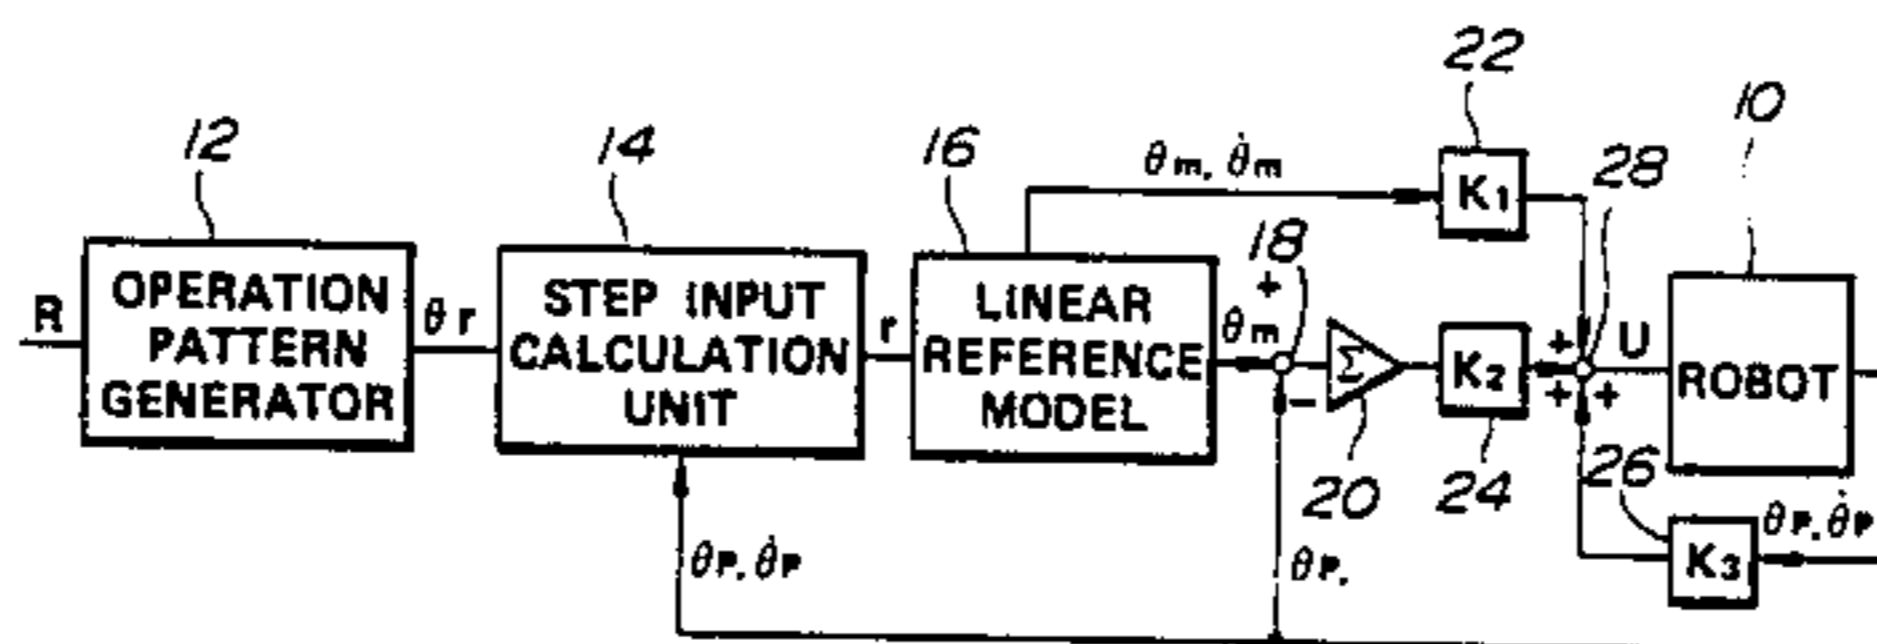 22
10
12
14
16
θm, θ̇m
K1
28
18
+
R
OPERATION
PATTERN
GENERATOR
θr
STEP INPUT
CALCULATION
UNIT
r
LINEAR
REFERENCE
MODEL
θm
−
Σ
K2
+
+
+
U
ROBOT
20
24
26
θP, θ̇P
K3
θP, θ̇P
θP.